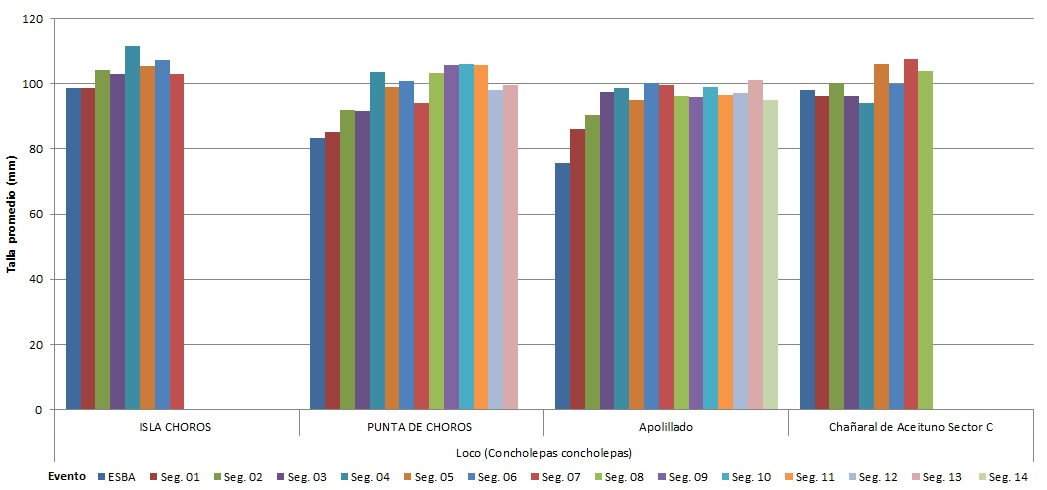 120
100
80
60
40
20
0
Talla promedio (mm)
ISLA CHOROS PUNTA DE CHOROS Apolillado Chañaral de Aceituno Sector C
Loco (Concholepas concholepas)
Evento ESBA Seg. 01 Seg. 02 Seg. 03 Seg. 04 Seg. 05 Seg. 06 Seg. 07 Seg. 08 Seg. 09 Seg. 10 Seg. 11 Seg. 12 Seg. 13 Seg. 14